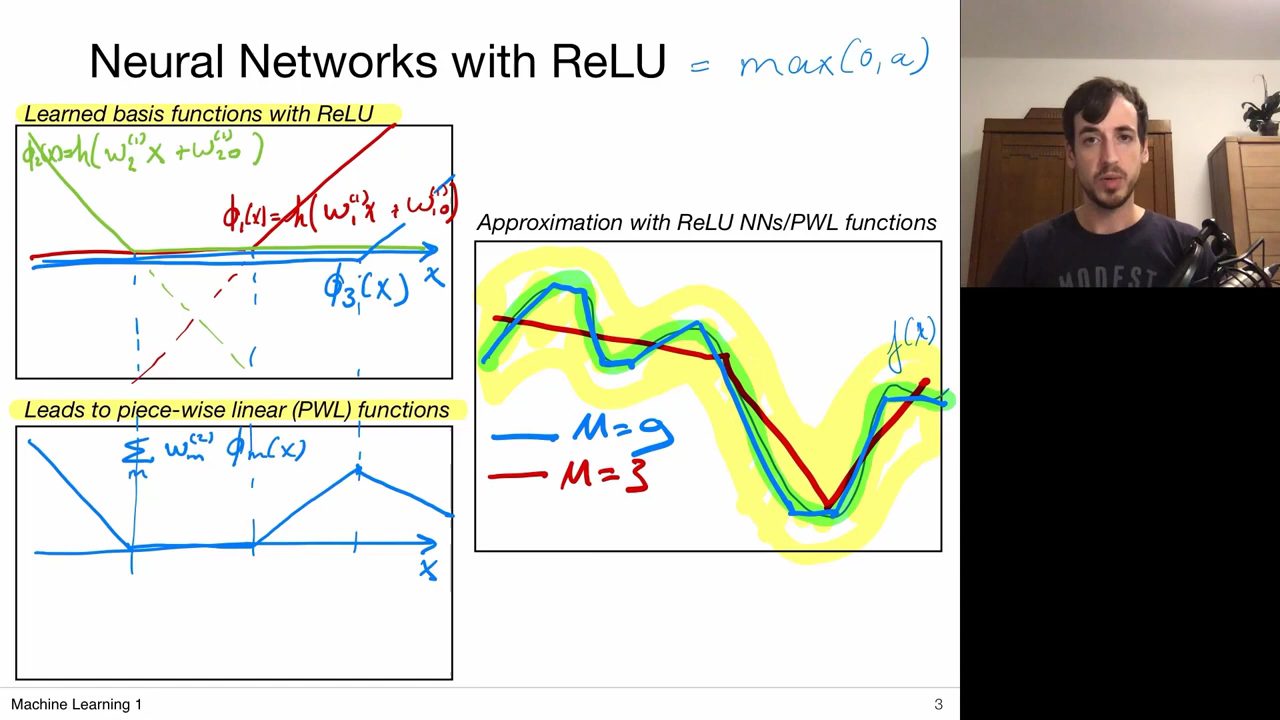 Neural Networks with ReLU = max(0,a)
Learned basis functions with ReLU
ϕ₂(x)=h(w₂⁽¹⁾x + w₂₀⁽¹⁾)
ϕ₁(x)=h(w₁⁽¹⁾x + w₁₀⁽¹⁾)
x
ϕ₃(x)
Leads to piece-wise linear (PWL) functions
∑ₘ wₘ⁽²⁾ ϕₘ(x)
x
Approximation with ReLU NNs/PWL functions
f(x)
M=9
M=3
MODEST
Machine Learning 1
3